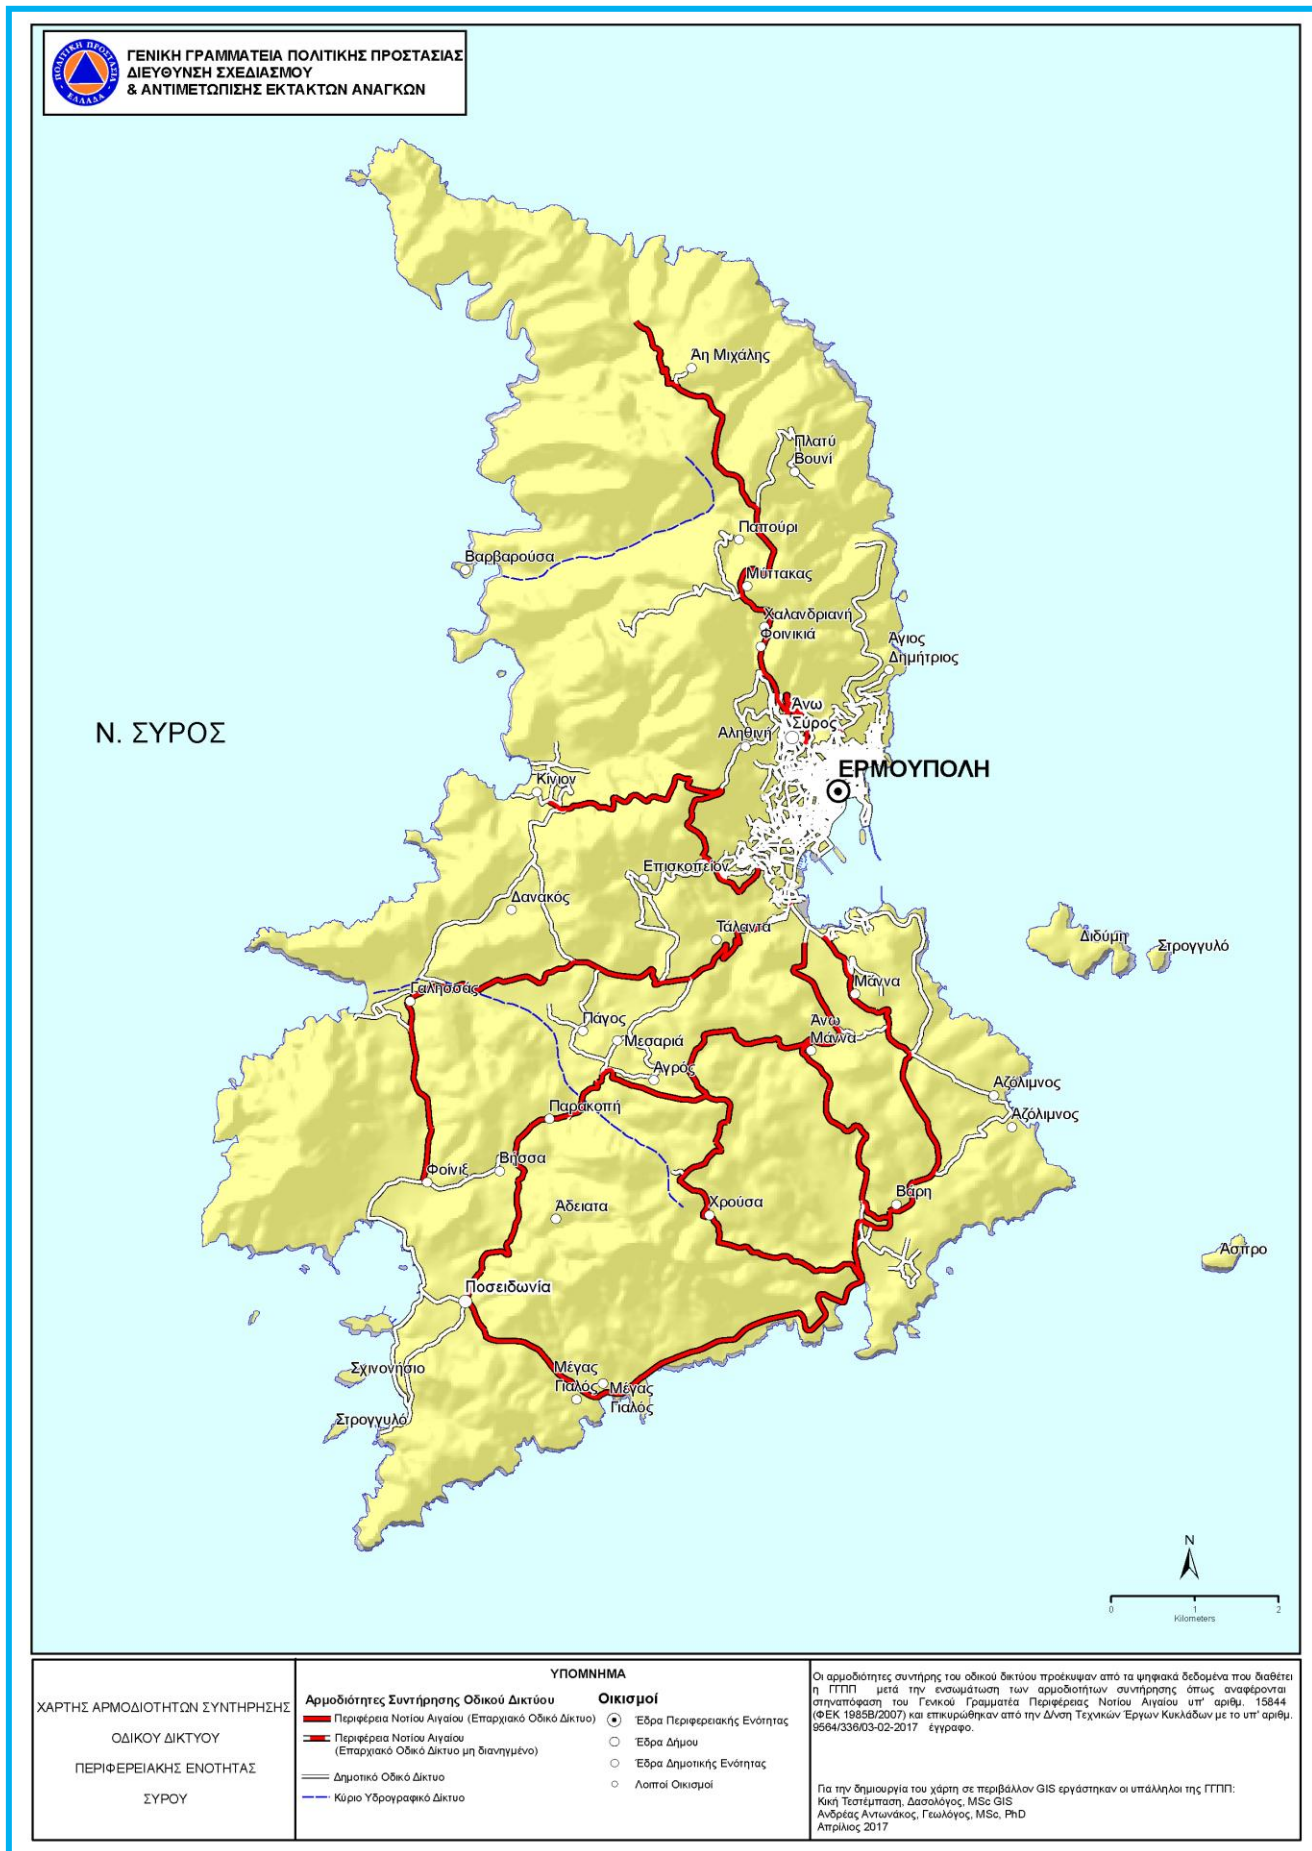 ΠΟΛΙΤΙΚΗ ΠΡΟΣΤΑΣΙΑ
ΕΛΛΑΔΑ
ΓΕΝΙΚΗ ΓΡΑΜΜΑΤΕΙΑ ΠΟΛΙΤΙΚΗΣ ΠΡΟΣΤΑΣΙΑΣ
ΔΙΕΥΘΥΝΣΗ ΣΧΕΔΙΑΣΜΟΥ
& ΑΝΤΙΜΕΤΩΠΙΣΗΣ ΕΚΤΑΚΤΩΝ ΑΝΑΓΚΩΝ
Άη Μιχάλης
Πλατύ
Βουνί
Παπούρι
Βαρβαρούσα
Μύττακας
Χαλανδριανή
Φοινικιά
Άγιος
Δημήτριος
Ν. ΣΥΡΟΣ
Άνω
Σύρος
Αληθινή
ΕΡΜΟΥΠΟΛΗ
Κίνιον
Επισκοπείον
Δανακός
Τάλαντα
Διδύμη
Στρογγυλό
Γαλησσάς
Μάννα
Πάγος
Άνω
Μάννα
Μεσαριά
Αγρός
Αζόλιμνος
Αζόλιμνος
Παρακοπή
Βήσσα
Φοίνιξ
Άδειατα
Χρούσα
Βάρη
Άσπρο
Ποσειδωνία
Σχινονήσιο
Μέγας
Γιαλός
Μέγας
Γιαλός
Στρογγυλό
N
0 1 2
Kilometers
ΧΑΡΤΗΣ ΑΡΜΟΔΙΟΤΗΤΩΝ ΣΥΝΤΗΡΗΣΗΣ
ΟΔΙΚΟΥ ΔΙΚΤΥΟΥ
ΠΕΡΙΦΕΡΕΙΑΚΗΣ ΕΝΟΤΗΤΑΣ
ΣΥΡΟΥ
ΥΠΟΜΝΗΜΑ
Αρμοδιότητες Συντήρησης Οδικού Δικτύου
Περιφέρεια Νοτίου Αιγαίου (Επαρχιακό Οδικό Δίκτυο)
Περιφέρεια Νοτίου Αιγαίου
(Επαρχιακό Οδικό Δίκτυο μη διανηγμένο)
Δημοτικό Οδικό Δίκτυο
Κύριο Υδρογραφικό Δίκτυο
Οικισμοί
Έδρα Περιφερειακής Ενότητας
Έδρα Δήμου
Έδρα Δημοτικής Ενότητας
Λοιποί Οικισμοί
Οι αρμοδιότητες συντήρης του οδικού δικτύου προέκυψαν από τα ψηφιακά δεδομένα που διαθέτει
η ΓΓΠΠ μετά την ενσωμάτωση των αρμοδιοτήτων συντήρησης όπως αναφέρονται
στηναπόφαση του Γενικού Γραμματέα Περιφέρειας Νοτίου Αιγαίου υπ' αριθμ. 15844
(ΦΕΚ 1985Β/2007) και επικυρώθηκαν από την Δ/νση Τεχνικών Έργων Κυκλάδων με το υπ' αριθμ.
9564/336/03-02-2017 έγγραφο.
Για την δημιουργία του χάρτη σε περιβάλλον GIS εργάστηκαν οι υπάλληλοι της ΓΓΠΠ:
Κική Τεστέμπαση, Δασολόγος, MSc GIS
Ανδρέας Αντωνάκος, Γεωλόγος, MSc, PhD
Απρίλιος 2017